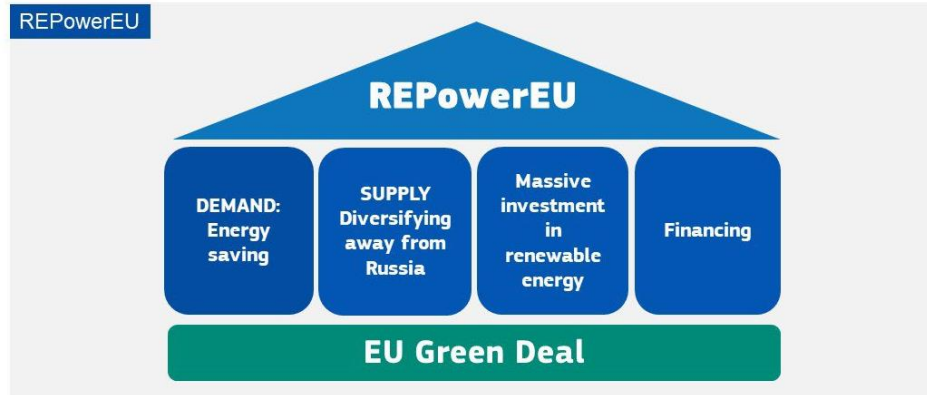 REPowerEU
REPowerEU
DEMAND:
Energy
saving
SUPPLY
Diversifying
away from
Russia
Massive
investment
in
renewable
energy
Financing
EU Green Deal